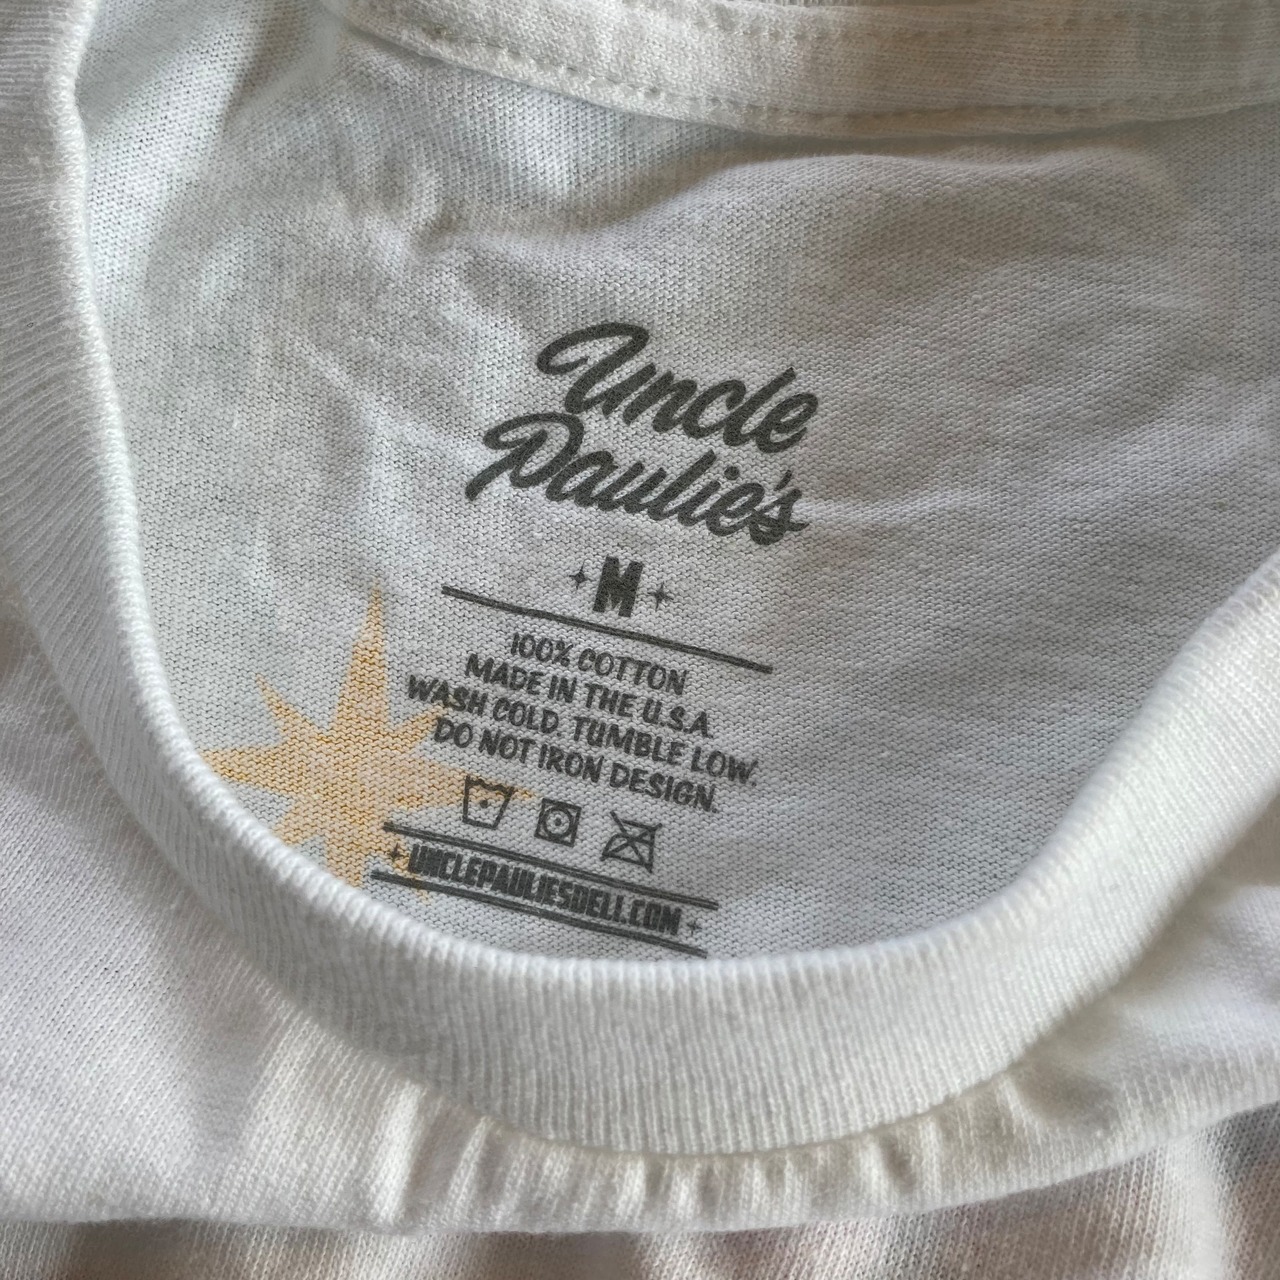 Uncle
Paulie's
M
100% COTTON
MADE IN THE U.S.A.
WASH COLD. TUMBLE LOW.
DO NOT IRON DESIGN.
UNCLEPAULIESDELI.COM